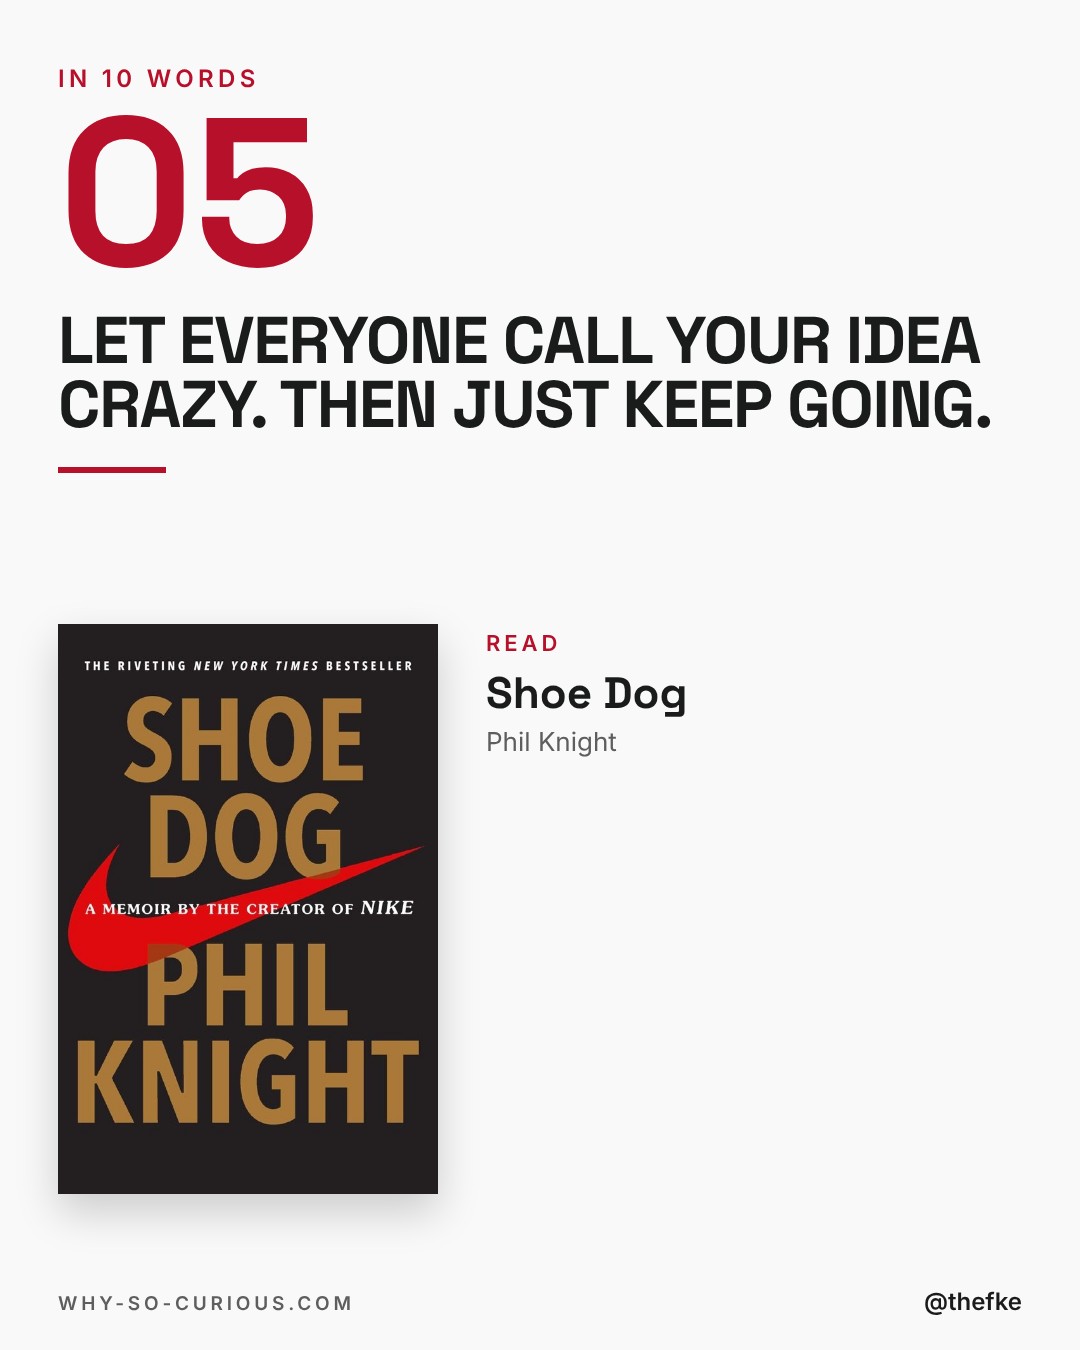 IN 10 WORDS
05
LET EVERYONE CALL YOUR IDEA
CRAZY. THEN JUST KEEP GOING.
THE RIVETING NEW YORK TIMES BESTSELLER
SHOE
DOG
A MEMOIR BY THE CREATOR OF NIKE
PHIL
KNIGHT
READ
Shoe Dog
Phil Knight
WHY-SO-CURIOUS.COM
@thefke